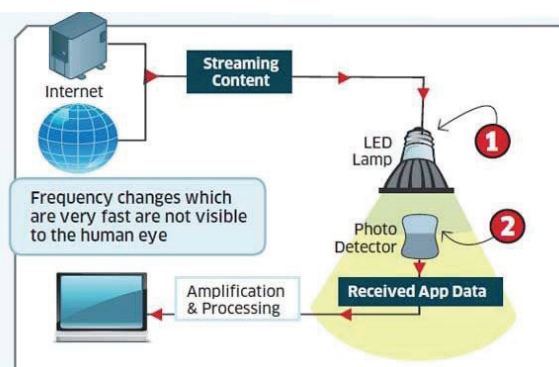 Streaming
Content
Internet
LED
Lamp
1
Frequency changes which
are very fast are not visible
to the human eye
Photo
Detector
2
Amplification
& Processing
Received App Data